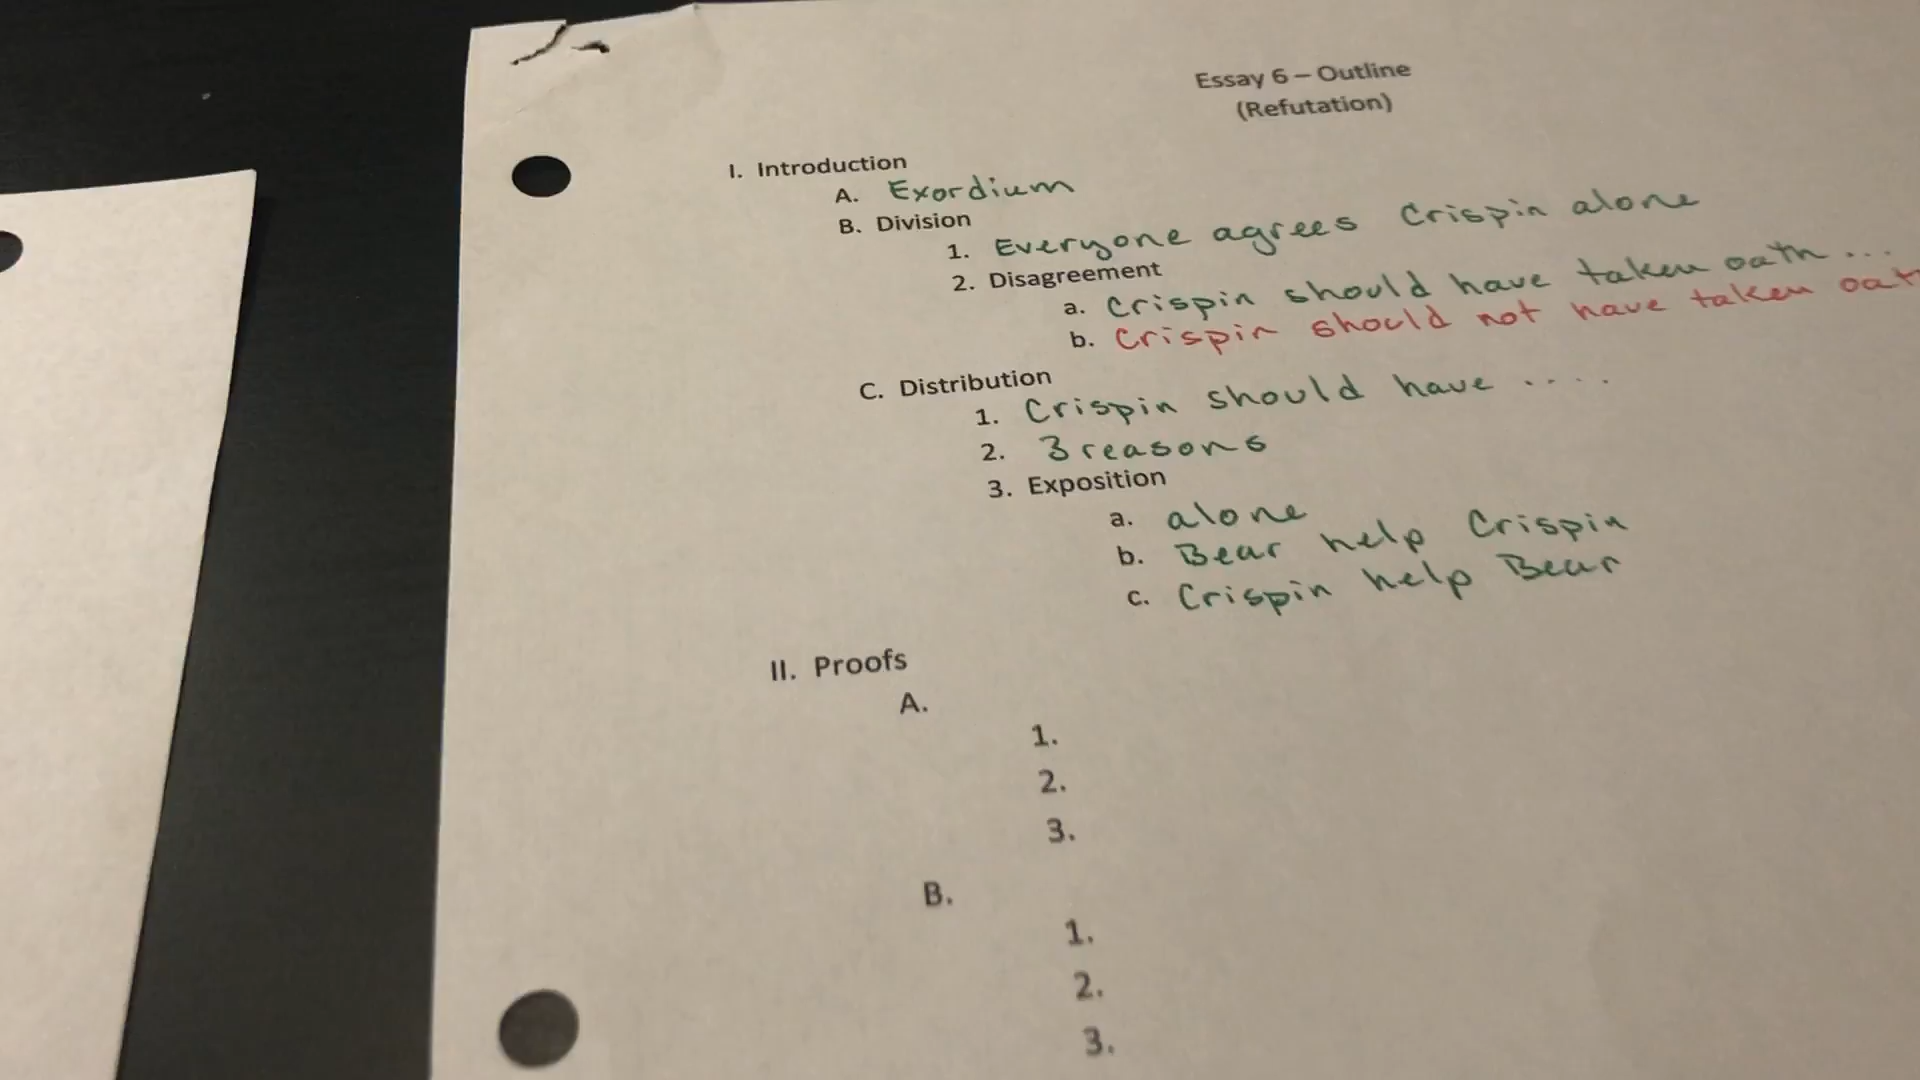 Essay 6 – Outline
(Refutation)
I. Introduction
A. Exordium
B. Division
1. Everyone agrees Crispin alone
2. Disagreement
a. Crispin should have taken oath ...
b. Crispin should not have taken oat
C. Distribution
1. Crispin should have ....
2. 3 reasons
3. Exposition
a. alone
b. Bear help Crispin
c. Crispin help Bear
II. Proofs
A.
1.
2.
3.
B.
1.
2.
3.